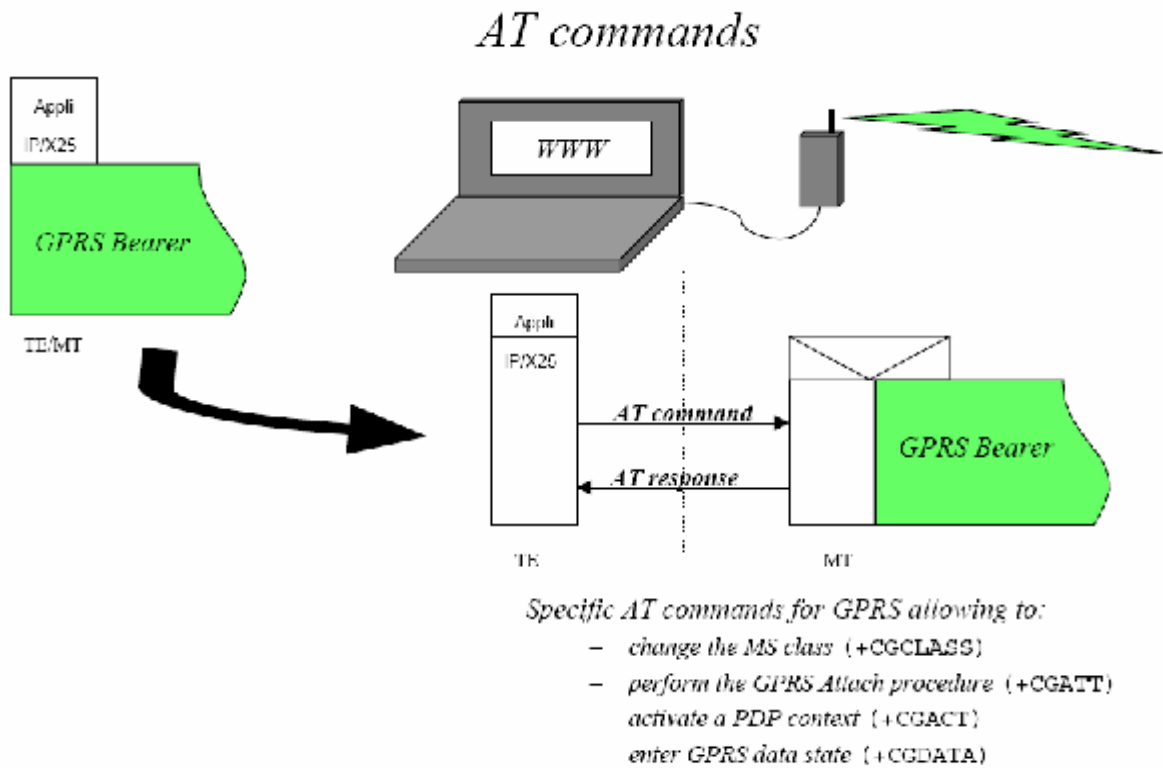 AT commands
Appli
IP/X25
GPRS Bearer
TE/MT
WWW
Appli
IP/X25
AT command
AT response
GPRS Bearer
TE
MT
Specific AT commands for GPRS allowing to:
– change the MS class (+CGCLASS)
– perform the GPRS Attach procedure (+CGATT)
activate a PDP context (+CGACT)
enter GPRS data state (+CGDATA)